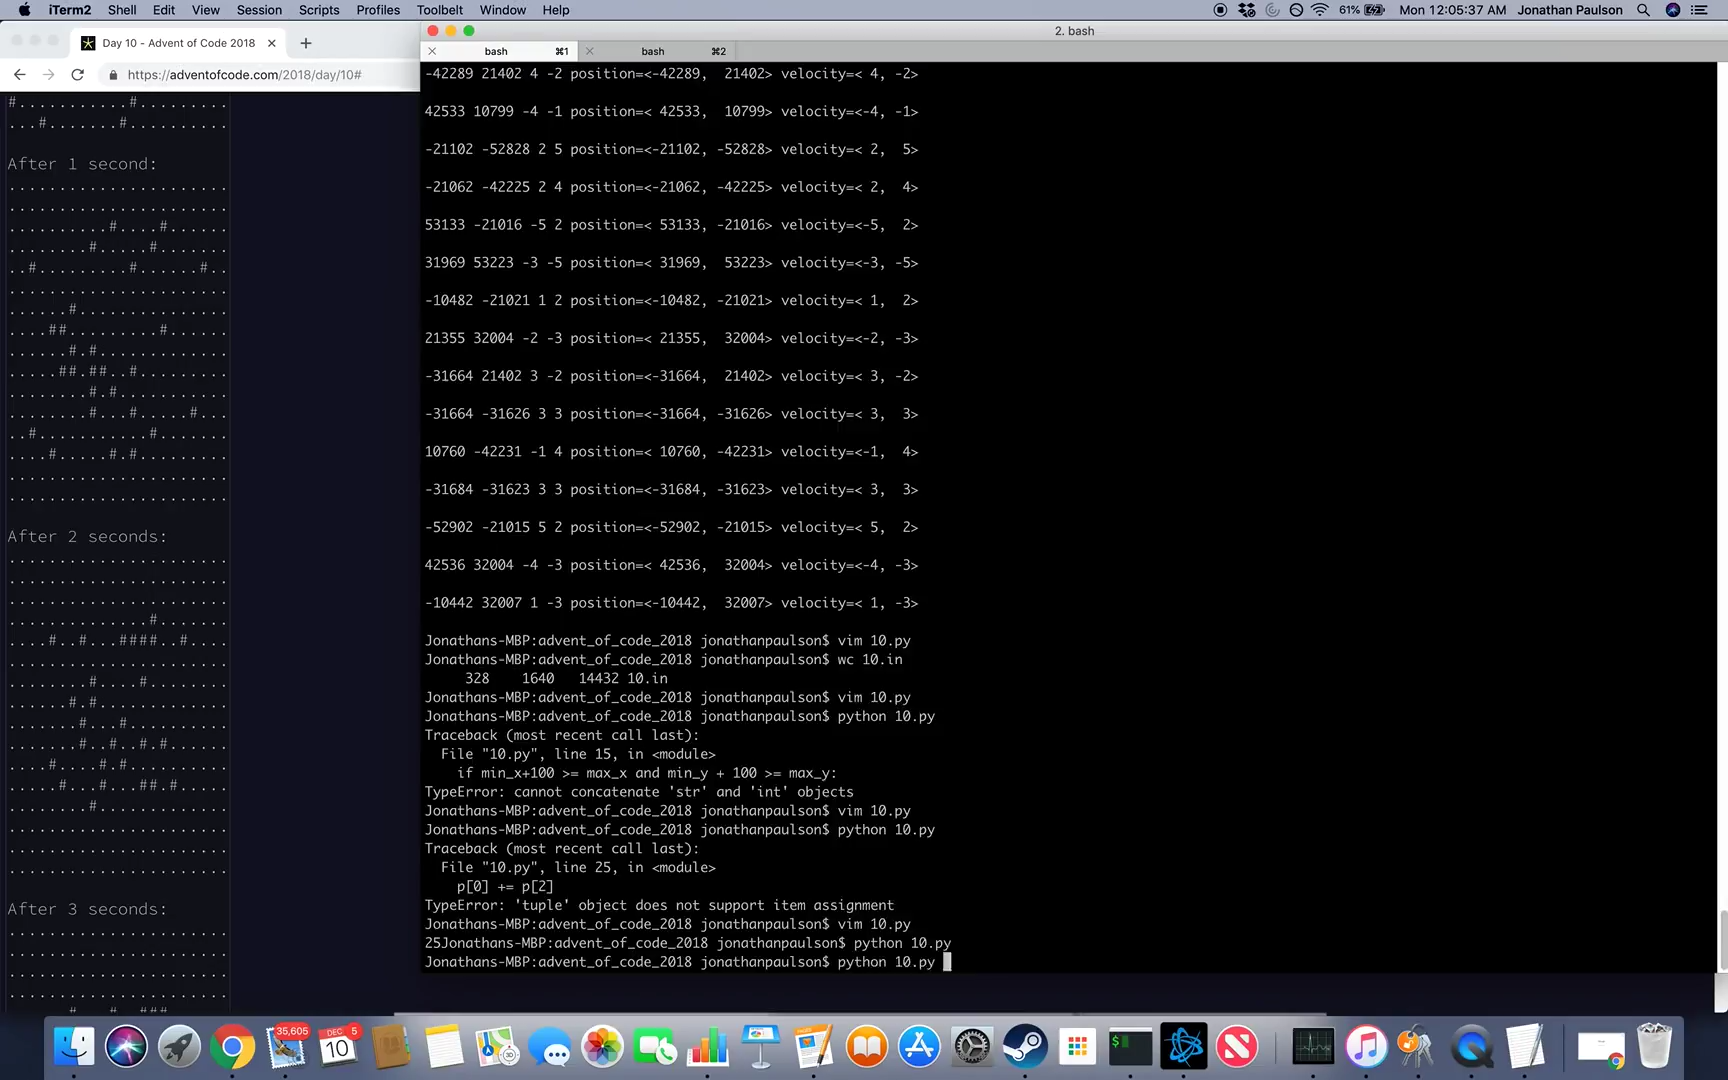 iTerm2 Shell Edit View Session Scripts Profiles Toolbelt Window Help 61% Mon 12:05:37 AM Jonathan Paulson
2. bash
Day 10 - Advent of Code 2018
bash ⌘1 bash ⌘2
https://adventofcode.com/2018/day/10#
#...........#.........
...#.......#..........
After 1 second:
......................
......................
..........#....#......
........#.....#.......
..#.........#......#..
......................
......#...............
....##.........#......
......#.#.............
.....##.##..#.........
........#.#...........
........#...#.....#...
..#...........#.......
....#.....#.#.........
......................
......................
After 2 seconds:
......................
......................
......................
..............#.......
....#..#...####..#....
......................
........#....#........
......#.#.............
.......#...#..........
.......#..#..#.#......
....#....#.#..........
.....#...#...##.#.....
........#.............
......................
......................
......................
After 3 seconds:
......................
......................
......................
......................
......#....#..###.....
-42289 21402 4 -2 position=<-42289,  21402> velocity=< 4, -2>
42533 10799 -4 -1 position=< 42533,  10799> velocity=<-4, -1>
-21102 -52828 2 5 position=<-21102, -52828> velocity=< 2,  5>
-21062 -42225 2 4 position=<-21062, -42225> velocity=< 2,  4>
53133 -21016 -5 2 position=< 53133, -21016> velocity=<-5,  2>
31969 53223 -3 -5 position=< 31969,  53223> velocity=<-3, -5>
-10482 -21021 1 2 position=<-10482, -21021> velocity=< 1,  2>
21355 32004 -2 -3 position=< 21355,  32004> velocity=<-2, -3>
-31664 21402 3 -2 position=<-31664,  21402> velocity=< 3, -2>
-31664 -31626 3 3 position=<-31664, -31626> velocity=< 3,  3>
10760 -42231 -1 4 position=< 10760, -42231> velocity=<-1,  4>
-31684 -31623 3 3 position=<-31684, -31623> velocity=< 3,  3>
-52902 -21015 5 2 position=<-52902, -21015> velocity=< 5,  2>
42536 32004 -4 -3 position=< 42536,  32004> velocity=<-4, -3>
-10442 32007 1 -3 position=<-10442,  32007> velocity=< 1, -3>
Jonathans-MBP:advent_of_code_2018 jonathanpaulson$ vim 10.py
Jonathans-MBP:advent_of_code_2018 jonathanpaulson$ wc 10.in
328    1640   14432 10.in
Jonathans-MBP:advent_of_code_2018 jonathanpaulson$ vim 10.py
Jonathans-MBP:advent_of_code_2018 jonathanpaulson$ python 10.py
Traceback (most recent call last):
File "10.py", line 15, in <module>
if min_x+100 >= max_x and min_y + 100 >= max_y:
TypeError: cannot concatenate 'str' and 'int' objects
Jonathans-MBP:advent_of_code_2018 jonathanpaulson$ vim 10.py
Jonathans-MBP:advent_of_code_2018 jonathanpaulson$ python 10.py
Traceback (most recent call last):
File "10.py", line 25, in <module>
p[0] += p[2]
TypeError: 'tuple' object does not support item assignment
Jonathans-MBP:advent_of_code_2018 jonathanpaulson$ vim 10.py
25Jonathans-MBP:advent_of_code_2018 jonathanpaulson$ python 10.py
Jonathans-MBP:advent_of_code_2018 jonathanpaulson$ python 10.py
35,605
DEC 5
10